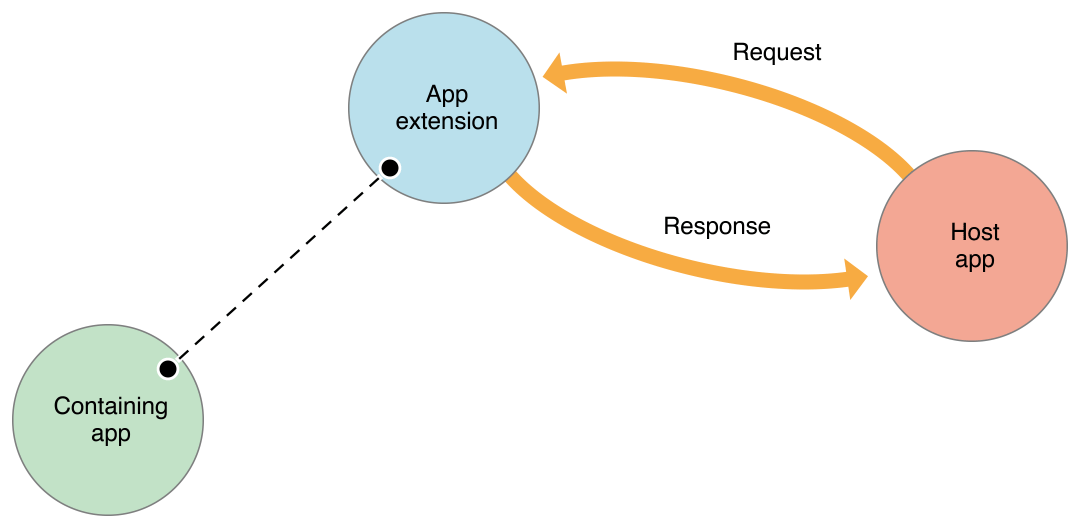 Request
App
extension
Response
Host
app
Containing
app